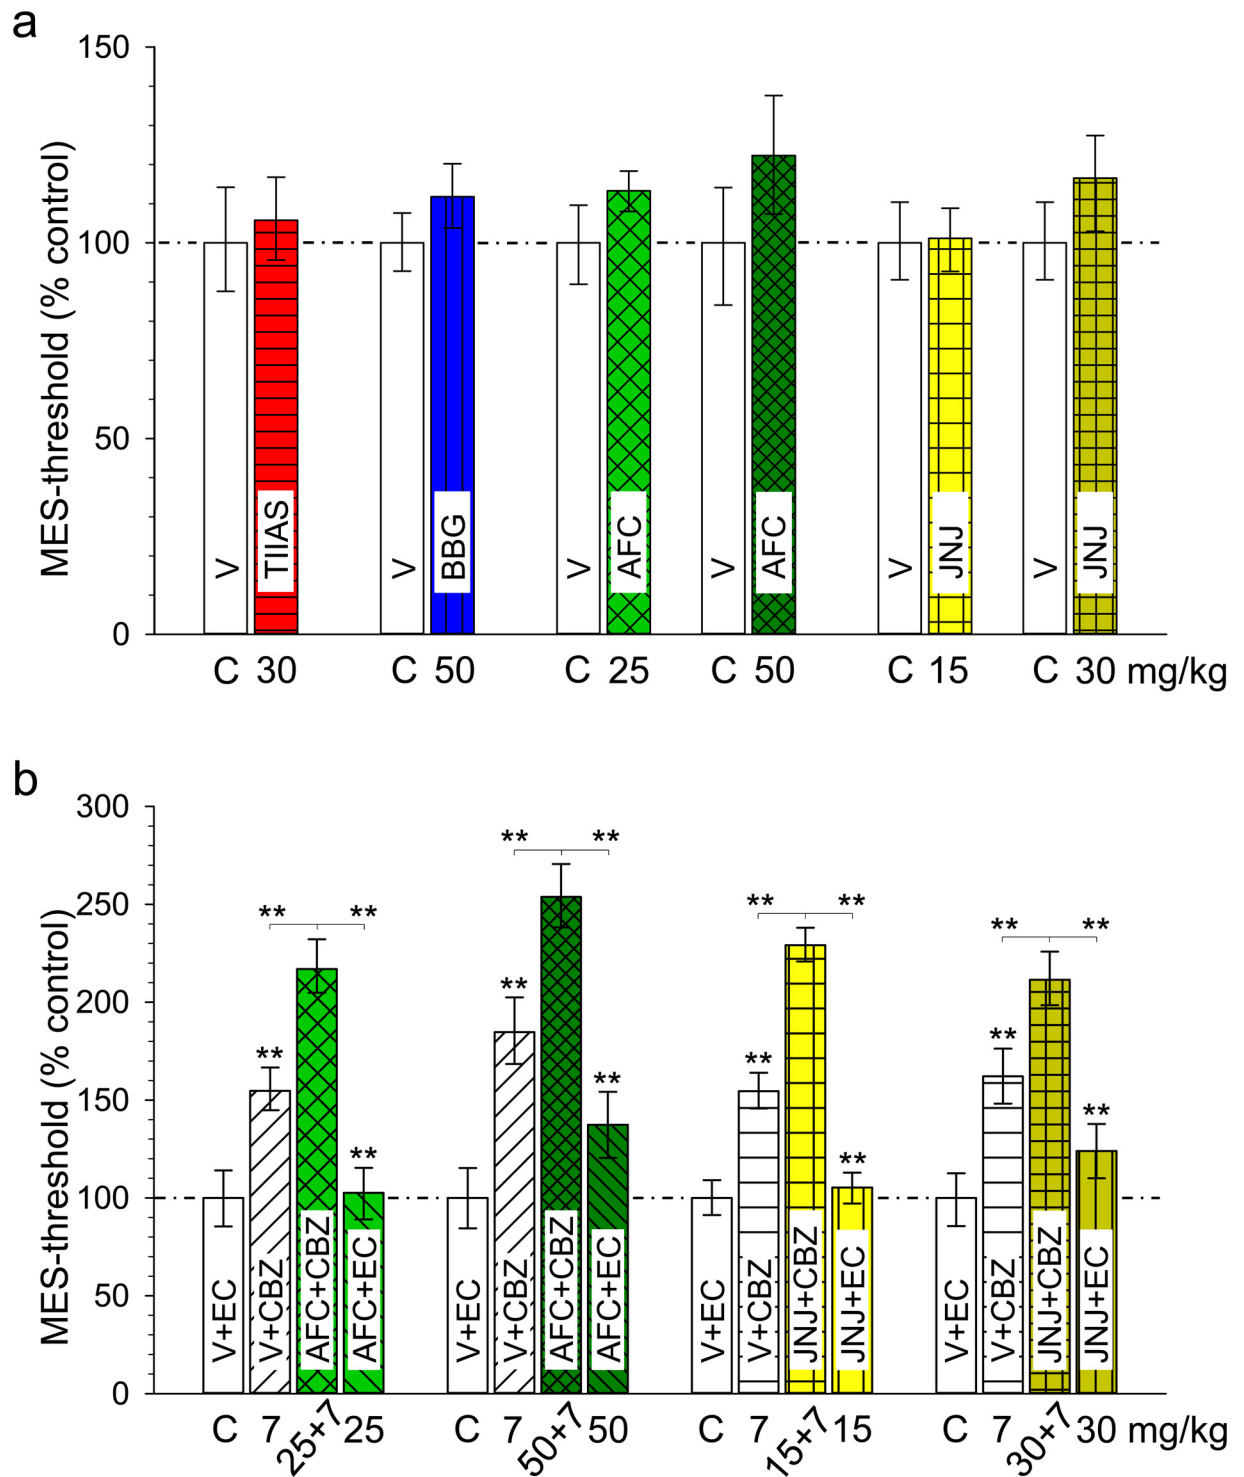 a
MES-threshold (% control)
150
100
50
0
V
TIIAS
V
BBG
V
AFC
V
AFC
V
JNJ
V
JNJ
C 30 C 50 C 25 C 50 C 15 C 30 mg/kg
b
MES-threshold (% control)
300
250
200
150
100
50
0
** **
**
**
** **
**
**
** **
**
**
** **
**
**
V+EC
V+CBZ
AFC+CBZ
AFC+EC
V+EC
V+CBZ
AFC+CBZ
AFC+EC
V+EC
V+CBZ
JNJ+CBZ
JNJ+EC
V+EC
V+CBZ
JNJ+CBZ
JNJ+EC
C 7 25+7 25 C 7 50+7 50 C 7 15+7 15 C 7 30+7 30 mg/kg